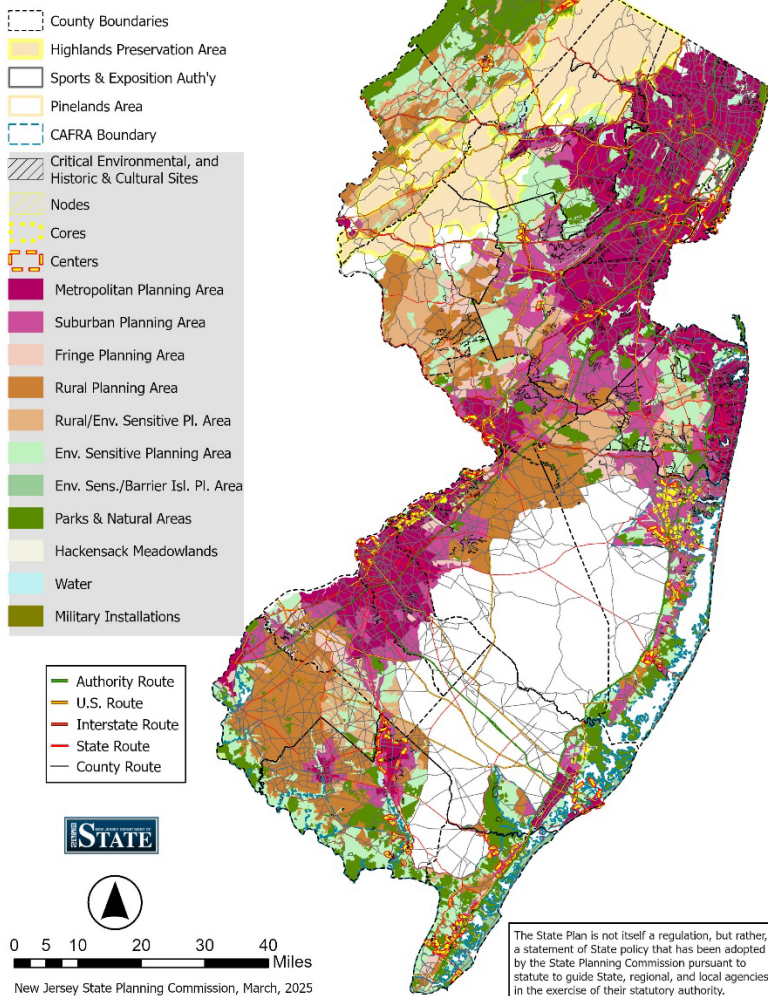 County Boundaries
Highlands Preservation Area
Sports & Exposition Auth'y
Pinelands Area
CAFRA Boundary
Critical Environmental, and
Historic & Cultural Sites
Nodes
Cores
Centers
Metropolitan Planning Area
Suburban Planning Area
Fringe Planning Area
Rural Planning Area
Rural/Env. Sensitive Pl. Area
Env. Sensitive Planning Area
Env. Sens./Barrier Isl. Pl. Area
Parks & Natural Areas
Hackensack Meadowlands
Water
Military Installations
Authority Route
U.S. Route
Interstate Route
State Route
County Route
NEW JERSEY DEPARTMENT OF
STATE
0 5 10 20 30 40
Miles
New Jersey State Planning Commission, March, 2025
The State Plan is not itself a regulation, but rather,
a statement of State policy that has been adopted
by the State Planning Commission pursuant to
statute to guide State, regional, and local agencies
in the exercise of their statutory authority.